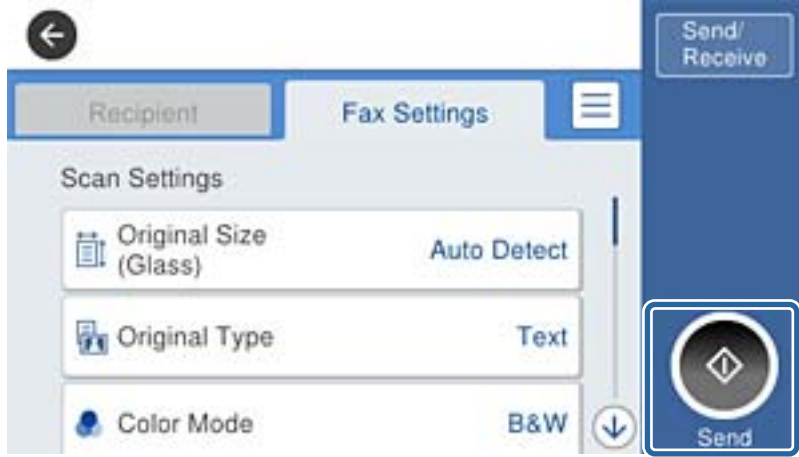 Send/
Receive
Recipient
Fax Settings
Scan Settings
Original Size
(Glass)
Auto Detect
Original Type
Text
Color Mode
B&W
Send